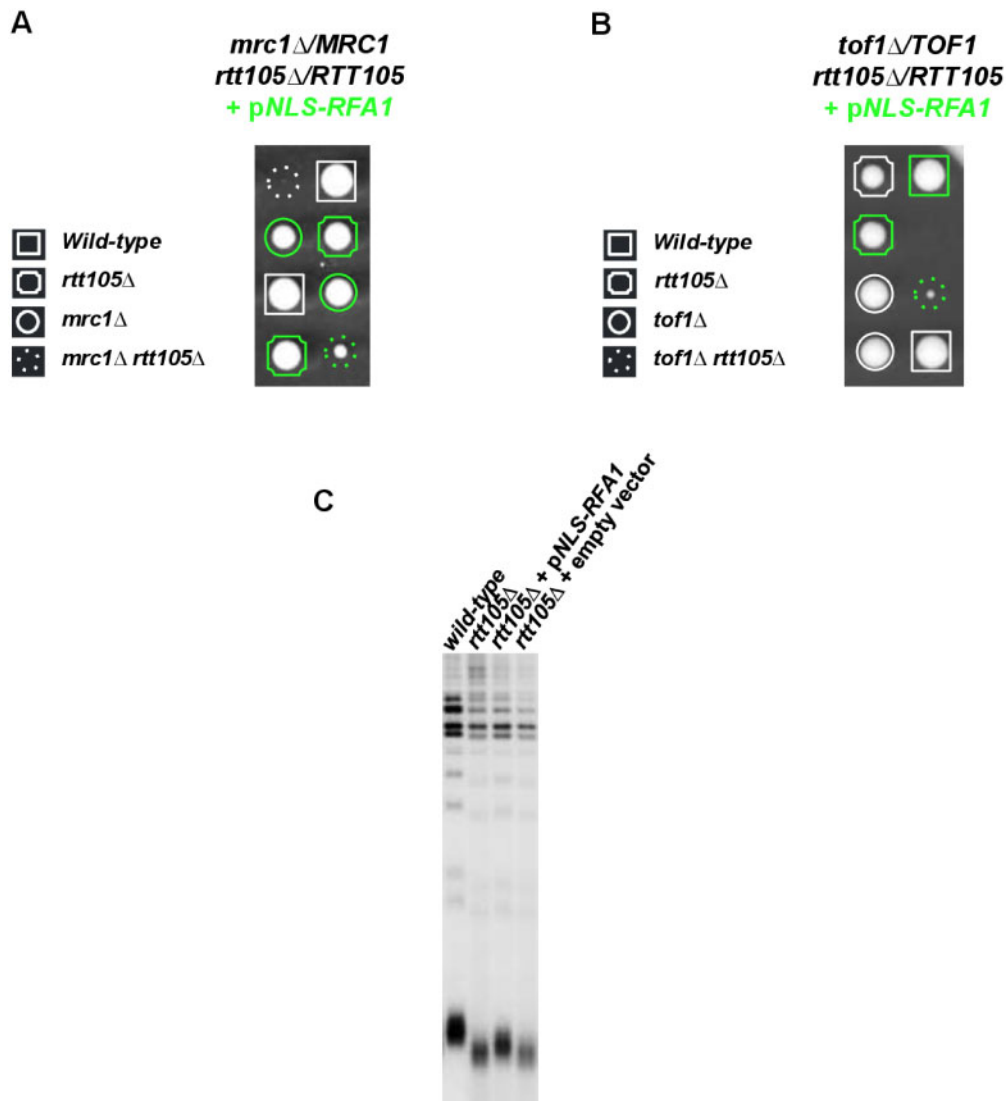 A
mrc1Δ/MRC1
rtt105Δ/RTT105
+ pNLS-RFA1
Wild-type
rtt105Δ
mrc1Δ
mrc1Δ rtt105Δ
B
tof1Δ/TOF1
rtt105Δ/RTT105
+ pNLS-RFA1
Wild-type
rtt105Δ
tof1Δ
tof1Δ rtt105Δ
C
wild-type
rtt105Δ
rtt105Δ + pNLS-RFA1
rtt105Δ + empty vector